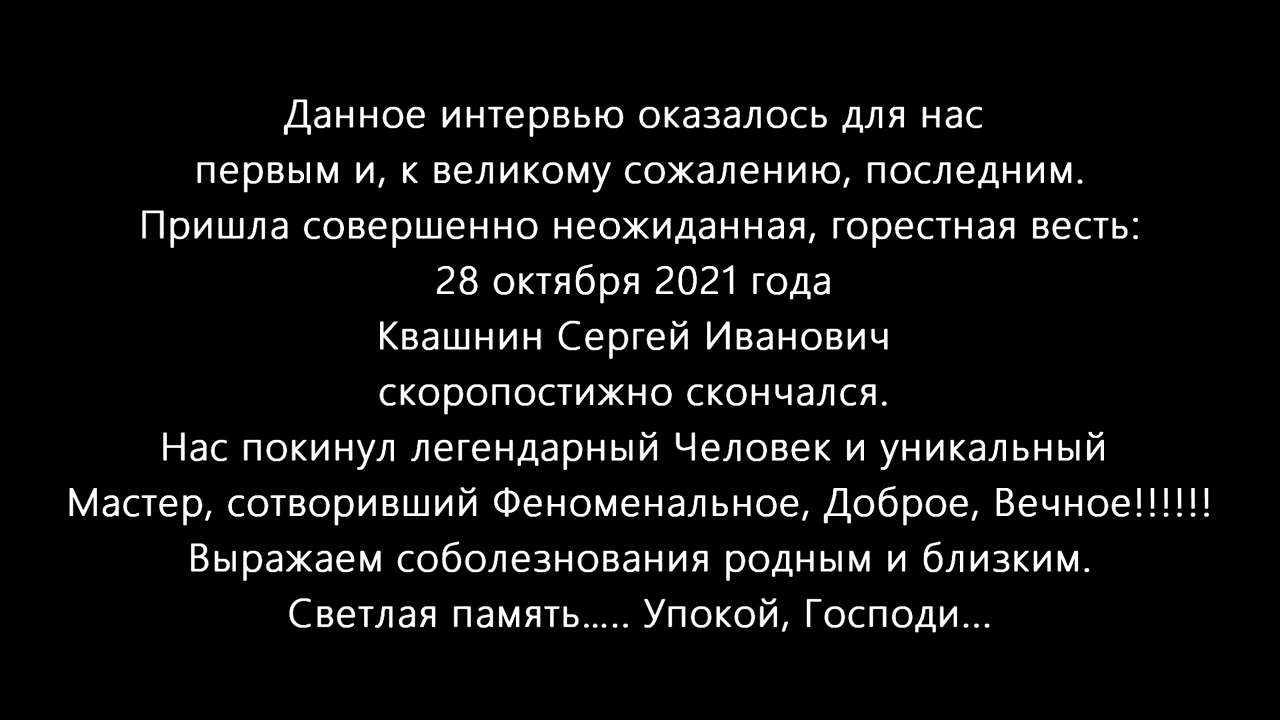 Данное интервью оказалось для нас
первым и, к великому сожалению, последним.
Пришла совершенно неожиданная, горестная весть:
28 октября 2021 года
Квашнин Сергей Иванович
скоропостижно скончался.
Нас покинул легендарный Человек и уникальный
Мастер, сотворивший Феноменальное, Доброе, Вечное!!!!!!
Выражаем соболезнования родным и близким.
Светлая память..... Упокой, Господи...